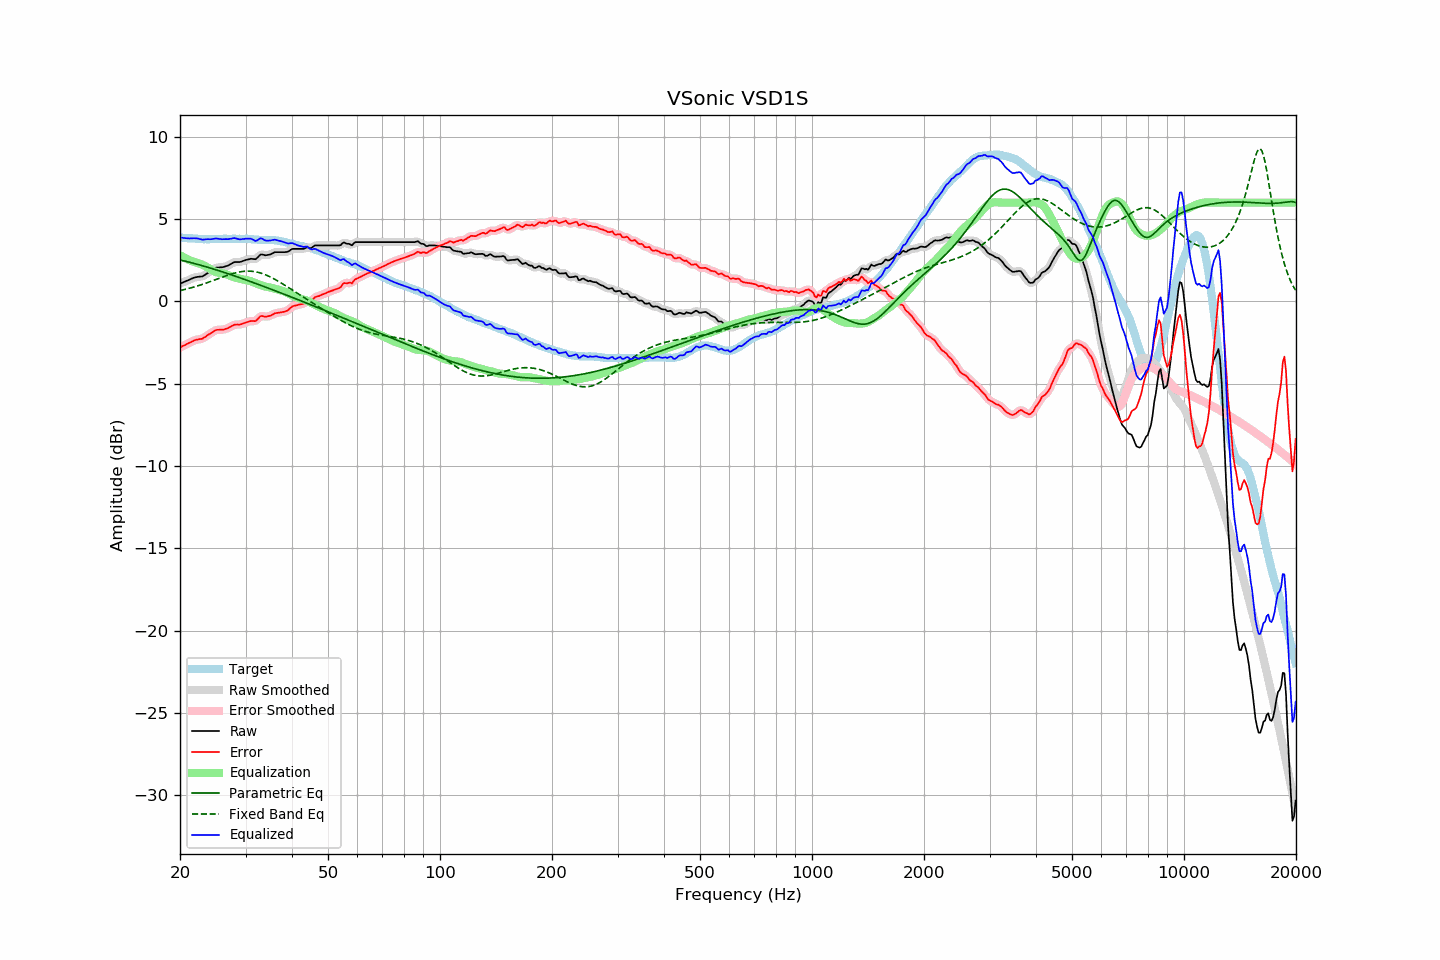 VSonic VSD1S
10
5
0
−5
−10
−15
−20
−25
−30
Amplitude (dBr)
Target
Raw Smoothed
Error Smoothed
Raw
Error
Equalization
Parametric Eq
Fixed Band Eq
Equalized
20 50 100 200 500 1000 2000 5000 10000 20000
Frequency (Hz)